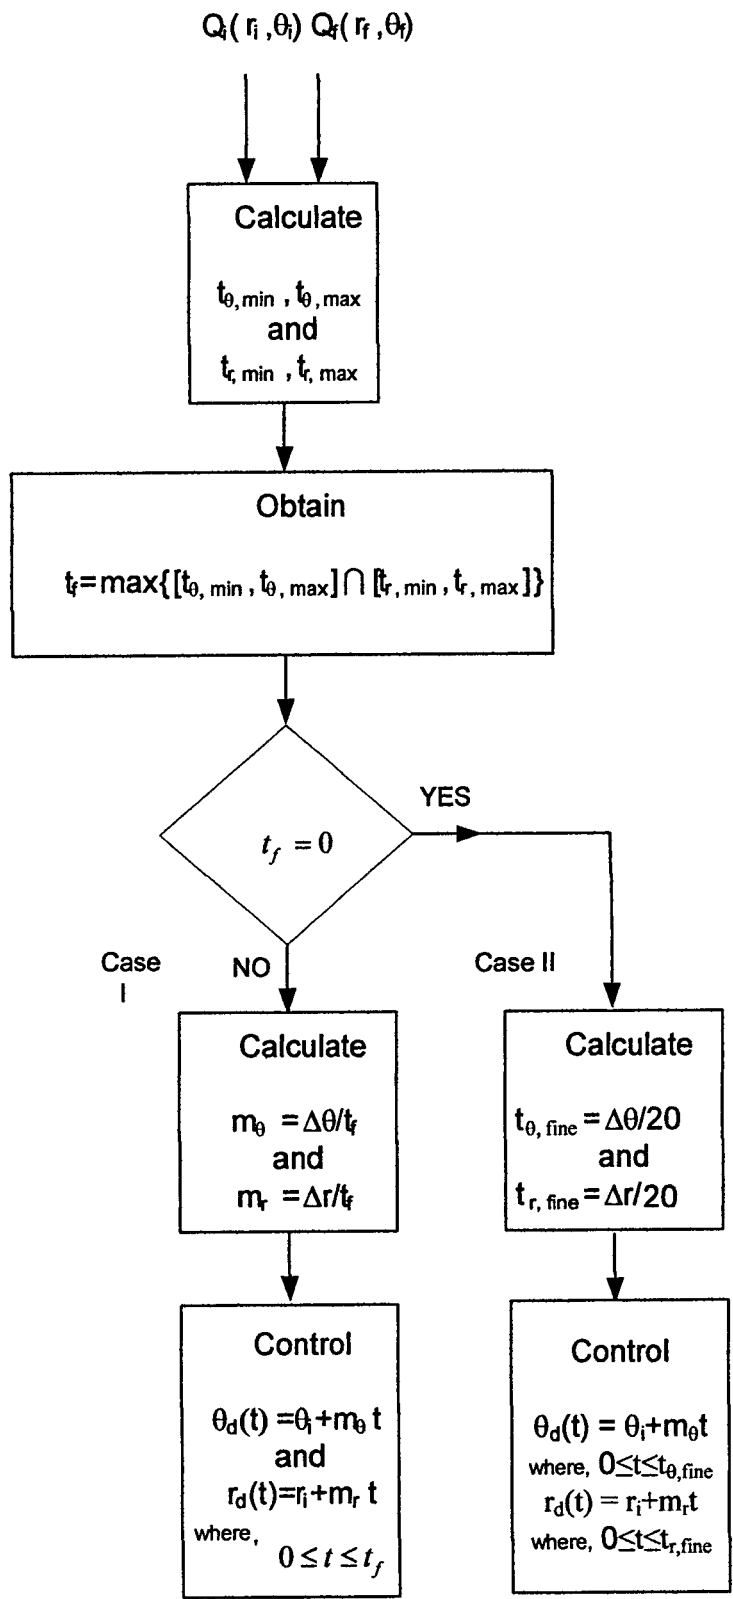 Qi( ri ,θi) Qf( rf ,θf)
Calculate
tθ,min , tθ,max
and
tr,min , tr,max
Obtain
tf=max{[tθ,min , tθ,max]∩[tr,min , tr,max]}
tf = 0
YES
NO
Case
I
Case II
Calculate
mθ =Δθ/tf
and
mr =Δr/tf
Calculate
tθ,fine=Δθ/20
and
tr,fine=Δr/20
Control
θd(t) =θi+mθ t
and
rd(t)=ri+mr t
where,
0 ≤ t ≤ tf
Control
θd(t) = θi+mθt
where, 0≤t≤tθ,fine
rd(t) = ri+mrt
where, 0≤t≤tr,fine